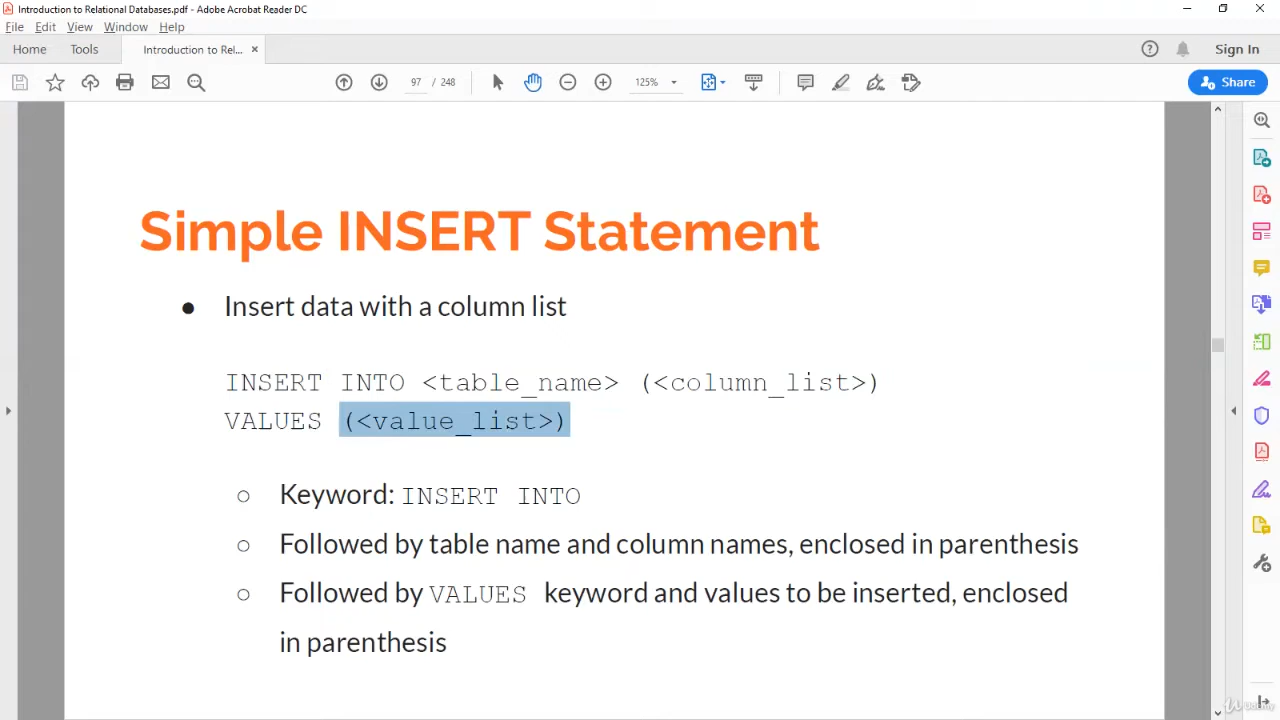 Introduction to Relational Databases.pdf - Adobe Acrobat Reader DC
File Edit View Window Help
Home Tools Introduction to Rel... × Sign In
97 / 248 125% Share
Simple INSERT Statement
● Insert data with a column list
INSERT INTO <table_name> (<column_list>)
VALUES (<value_list>)
○ Keyword: INSERT INTO
○ Followed by table name and column names, enclosed in parenthesis
○ Followed by VALUES keyword and values to be inserted, enclosed
in parenthesis
Udemy